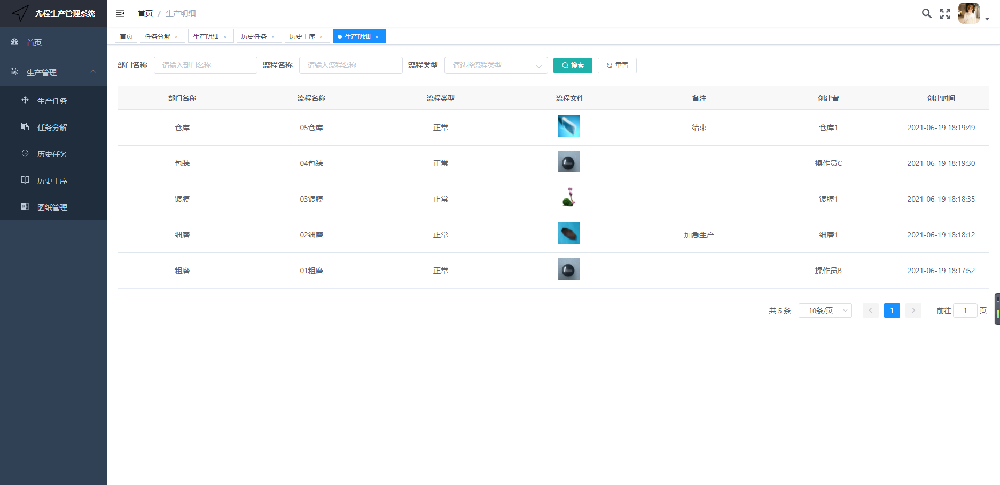 光程生产管理系统
首页
生产管理
生产任务
任务分解
历史任务
历史工序
图纸管理
首页 / 生产明细
首页 任务分解 × 生产明细 × 历史任务 × 历史工序 × 生产明细 ×
部门名称 请输入部门名称 流程名称 请输入流程名称 流程类型 请选择流程类型 搜索 重置
部门名称 流程名称 流程类型 流程文件 备注 创建者 创建时间
仓库 05仓库 正常 结束 仓库1 2021-06-19 18:19:49
包装 04包装 正常 操作员C 2021-06-19 18:19:30
镀膜 03镀膜 正常 镀膜1 2021-06-19 18:18:35
细磨 02细磨 正常 加急生产 细磨1 2021-06-19 18:18:12
粗磨 01粗磨 正常 操作员B 2021-06-19 18:17:52
共 5 条 10条/页 1 前往 1 页